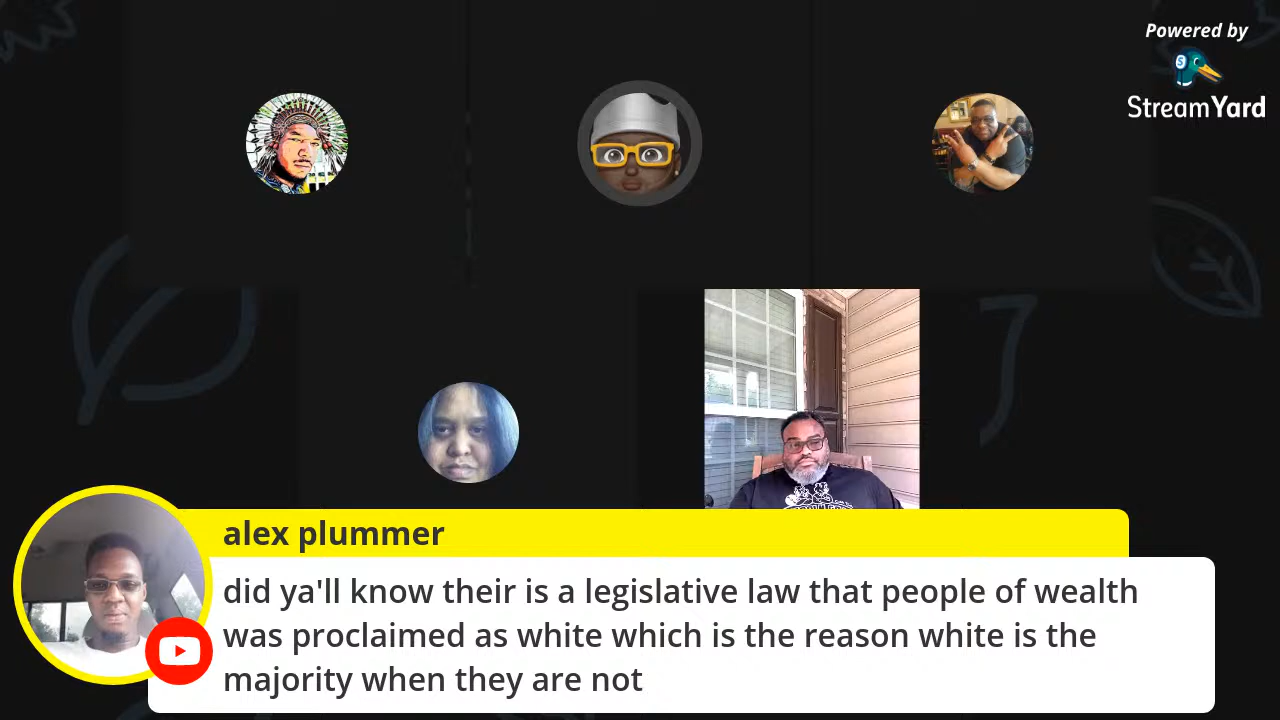 Powered by
StreamYard
alex plummer
did ya'll know their is a legislative law that people of wealth
was proclaimed as white which is the reason white is the
majority when they are not